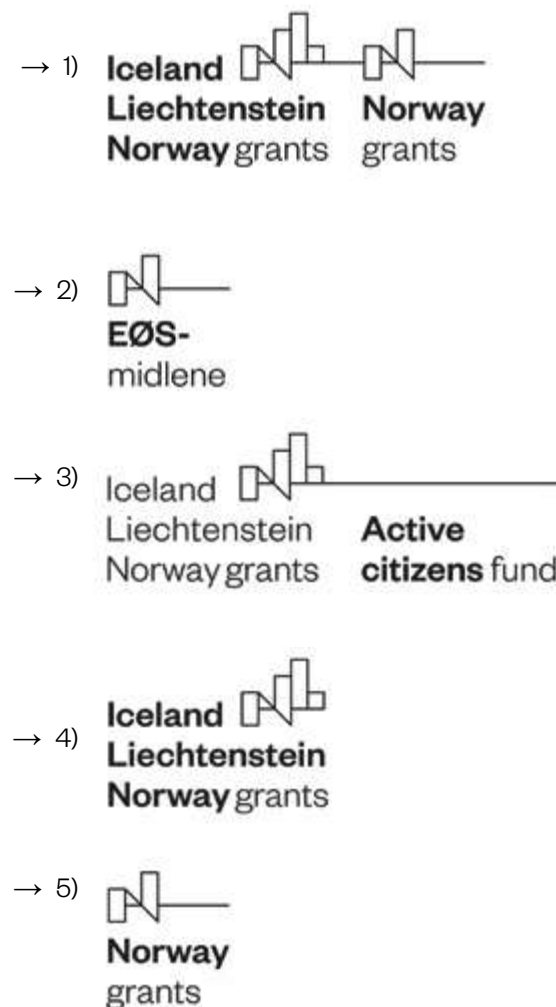 → 1) Iceland
Liechtenstein Norway
Norway grants grants
→ 2)
EØS-
midlene
→ 3) Iceland
Liechtenstein Active
Norway grants citizens fund
→ 4) Iceland
Liechtenstein
Norway grants
→ 5)
Norway
grants